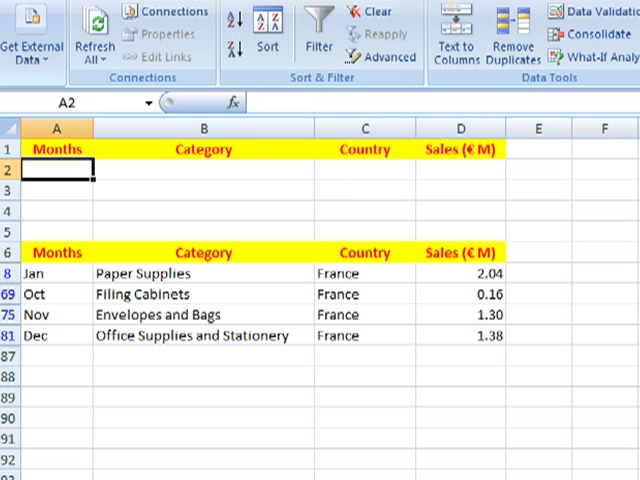 Get External Data
Refresh All
Connections
Properties
Edit Links
Connections
Sort
Filter
Clear
Reapply
Advanced
Sort & Filter
Text to Columns
Remove Duplicates
Data Validatio
Consolidate
What-If Analy
Data Tools
A2 fx
A B C D E F
1 Months Category Country Sales (€ M)
2
3
4
5
6 Months Category Country Sales (€ M)
8 Jan Paper Supplies France 2.04
69 Oct Filing Cabinets France 0.16
75 Nov Envelopes and Bags France 1.30
81 Dec Office Supplies and Stationery France 1.38
87
88
89
90
91
92